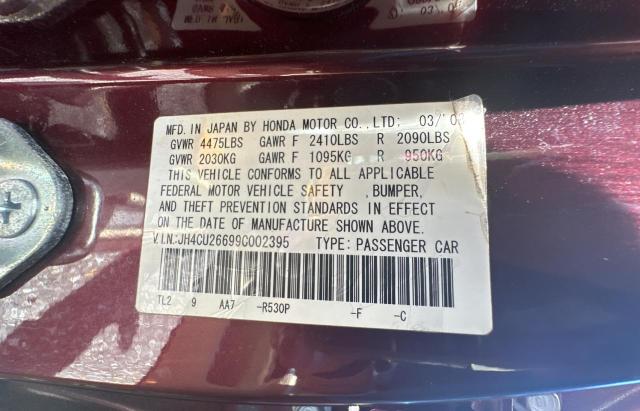 MFD. IN JAPAN BY HONDA MOTOR CO., LTD. 03/08
GVWR 4475LBS GAWR F 2410LBS R 2090LBS
GVWR 2030KG GAWR F 1095KG R 950KG
THIS VEHICLE CONFORMS TO ALL APPLICABLE
FEDERAL MOTOR VEHICLE SAFETY ,BUMPER,
AND THEFT PREVENTION STANDARDS IN EFFECT
ON THE DATE OF MANUFACTURE SHOWN ABOVE.
V.I.N.:JH4CU26699C002395 TYPE: PASSENGER CAR
TL2 9 AA7 -R530P -F -C